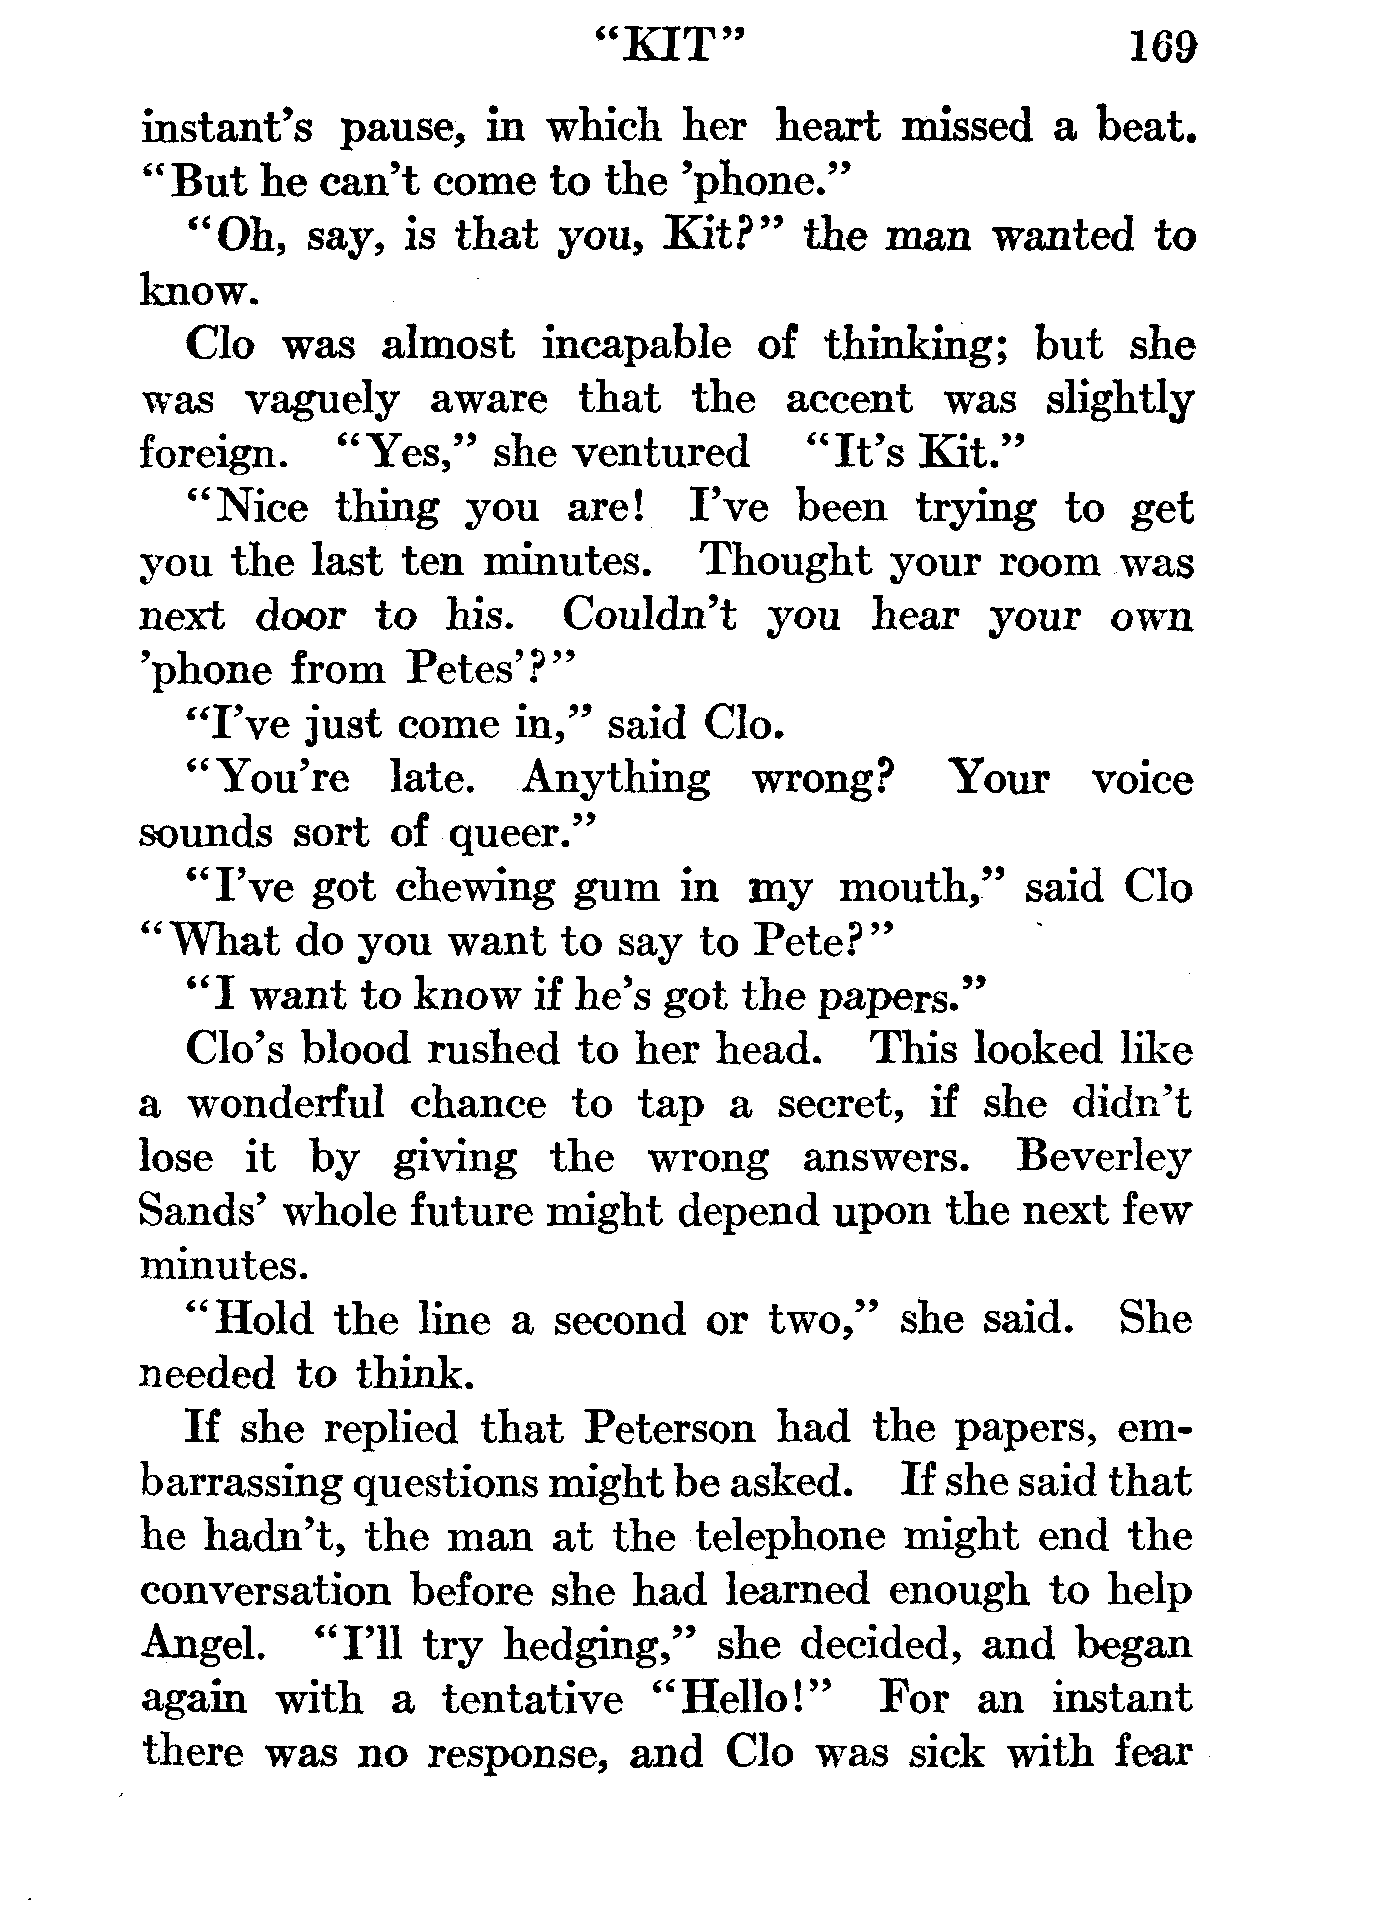 "KIT" 169
instant's pause, in which her heart missed a beat.
"But he can't come to the 'phone."
"Oh, say, is that you, Kit?" the man wanted to
know.
Clo was almost incapable of thinking; but she
was vaguely aware that the accent was slightly
foreign. "Yes," she ventured "It's Kit."
"Nice thing you are! I've been trying to get
you the last ten minutes. Thought your room was
next door to his. Couldn't you hear your own
'phone from Petes'?"
"I've just come in," said Clo.
"You're late. Anything wrong? Your voice
sounds sort of queer."
"I've got chewing gum in my mouth," said Clo
"What do you want to say to Pete?"
"I want to know if he's got the papers."
Clo's blood rushed to her head. This looked like
a wonderful chance to tap a secret, if she didn't
lose it by giving the wrong answers. Beverley
Sands' whole future might depend upon the next few
minutes.
"Hold the line a second or two," she said. She
needed to think.
If she replied that Peterson had the papers, em-
barrassing questions might be asked. If she said that
he hadn't, the man at the telephone might end the
conversation before she had learned enough to help
Angel. "I'll try hedging," she decided, and began
again with a tentative "Hello!" For an instant
there was no response, and Clo was sick with fear